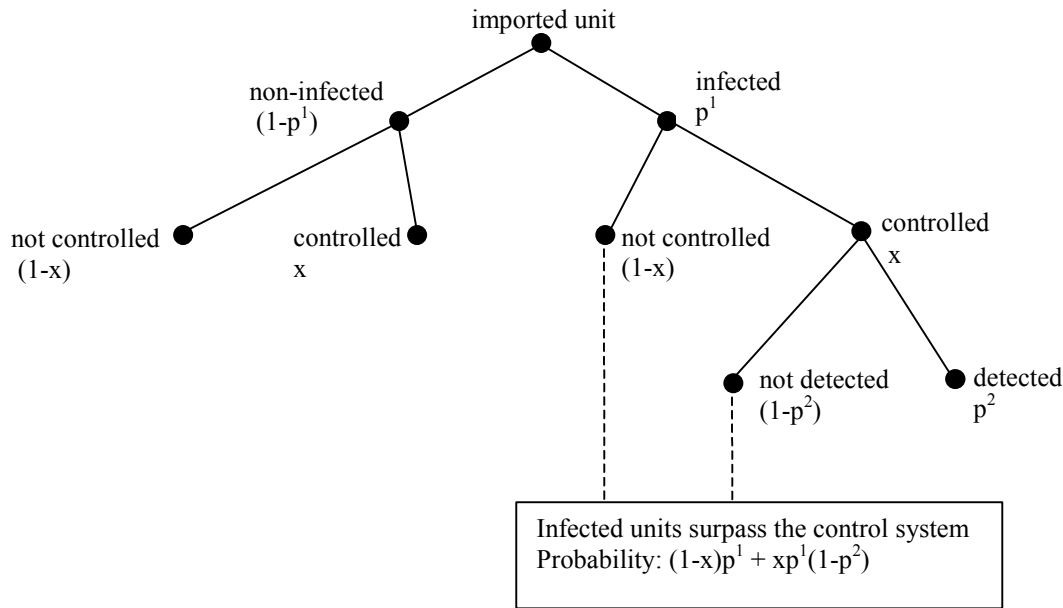 imported unit
non-infected
(1-p¹)
infected
p¹
not controlled
(1-x)
controlled
x
not controlled
(1-x)
controlled
x
not detected
(1-p²)
detected
p²
Infected units surpass the control system
Probability: (1-x)p¹ + xp¹(1-p²)